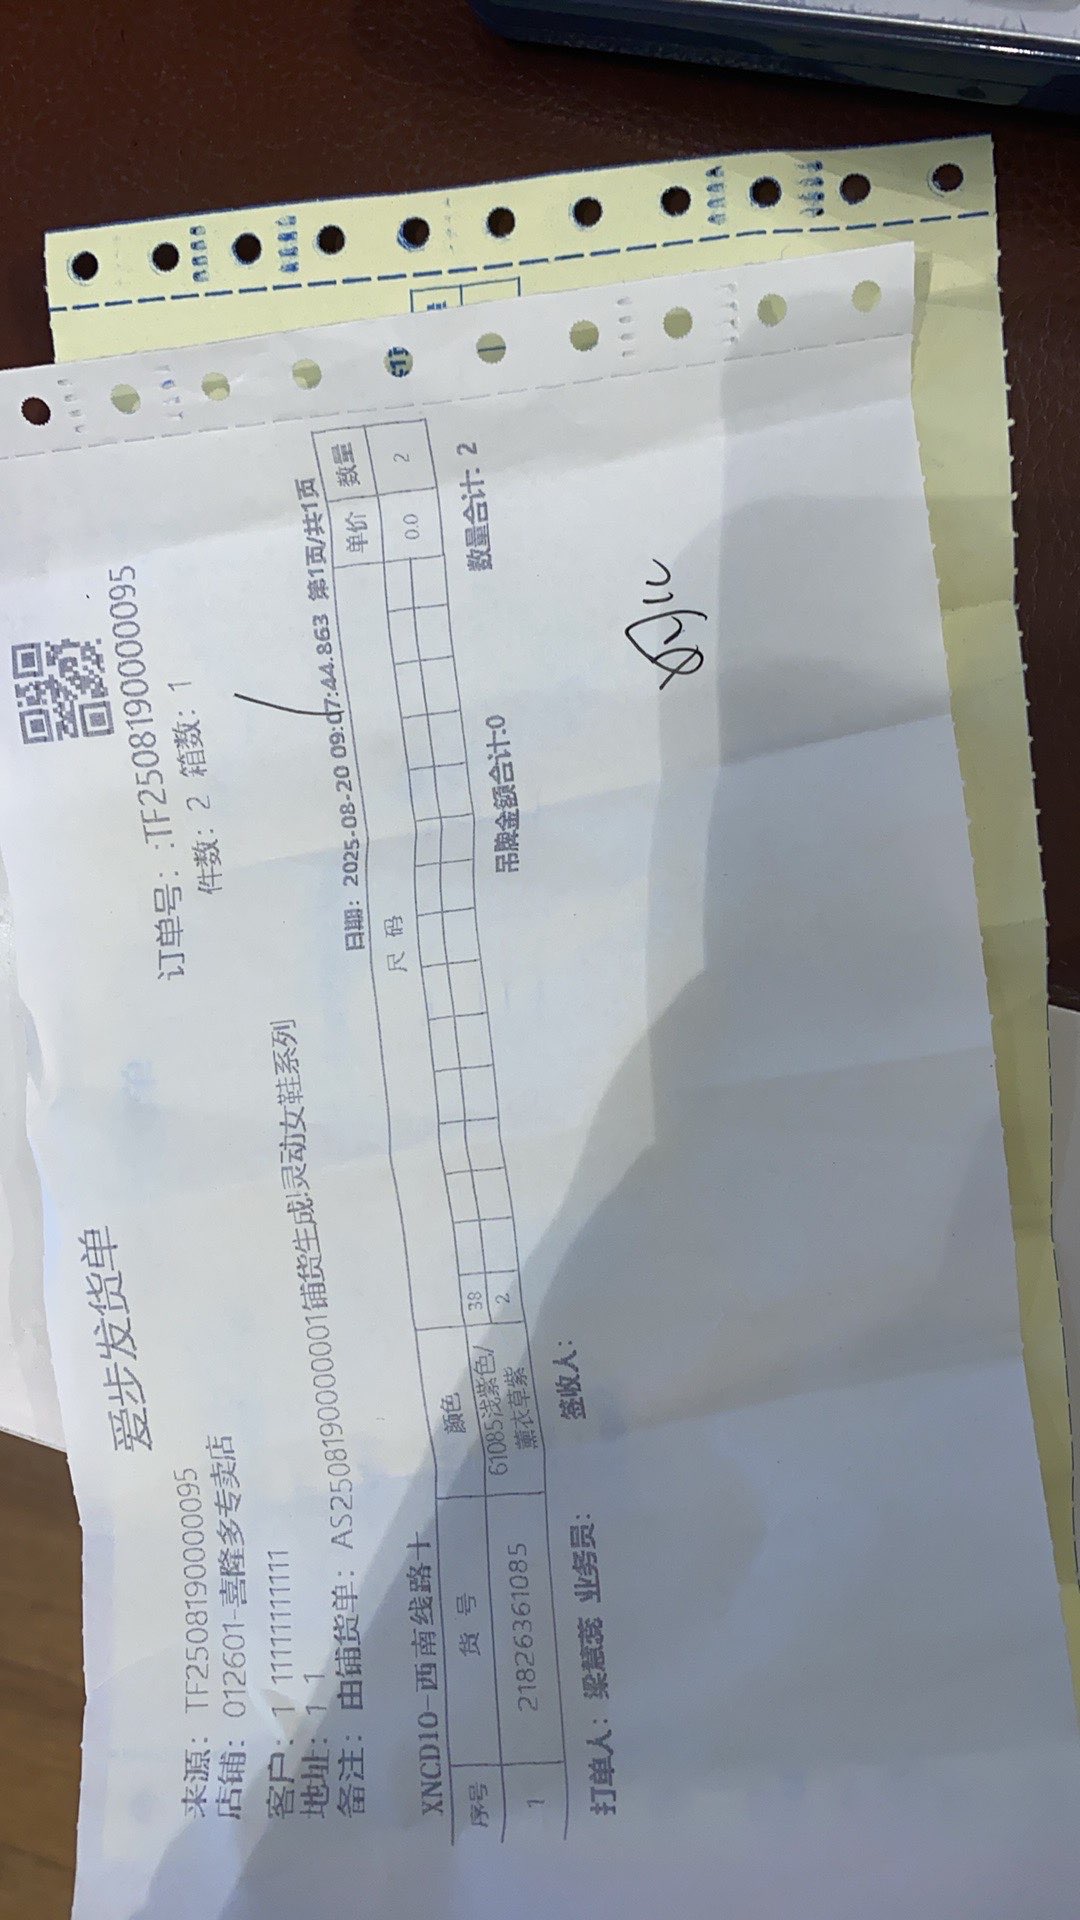 爱步发货单
来源： TF2508190000095
订单号：:TF2508190000095
店铺：012601-喜隆多专卖店
件数：2 箱数：1
客户：1 11111111111
地址：1 1
备注： 由铺货单：AS250819000001铺货生成!灵动女鞋系列
XNCD10-西南线路十
日期：2025-08-20 09:07:44.863 第1页/共1页
序号 货 号 颜色 尺 码 单价 数量
38
1 21826361085 61085浅紫色/薰衣草紫 2 0.0 2
吊牌金额合计:0 数量合计: 2
打单人：梁慧蕊 业务员: 签收人: